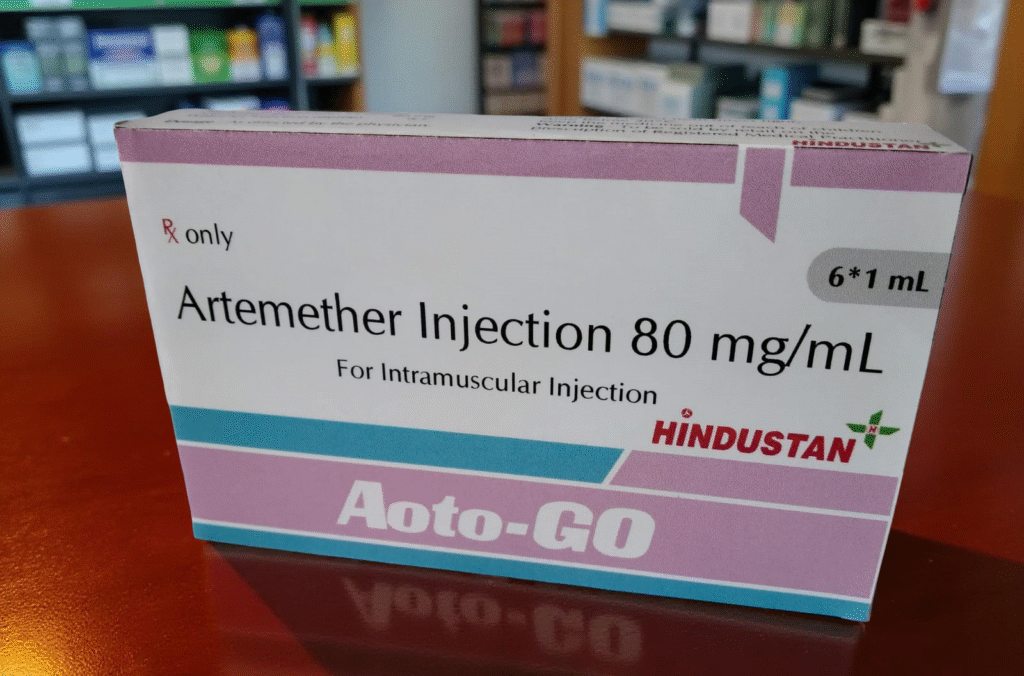 HINDUSTAN
℞ only
6*1 mL
Artemether Injection 80 mg/mL
For Intramuscular Injection
HINDUSTAN
H
Aoto-GO